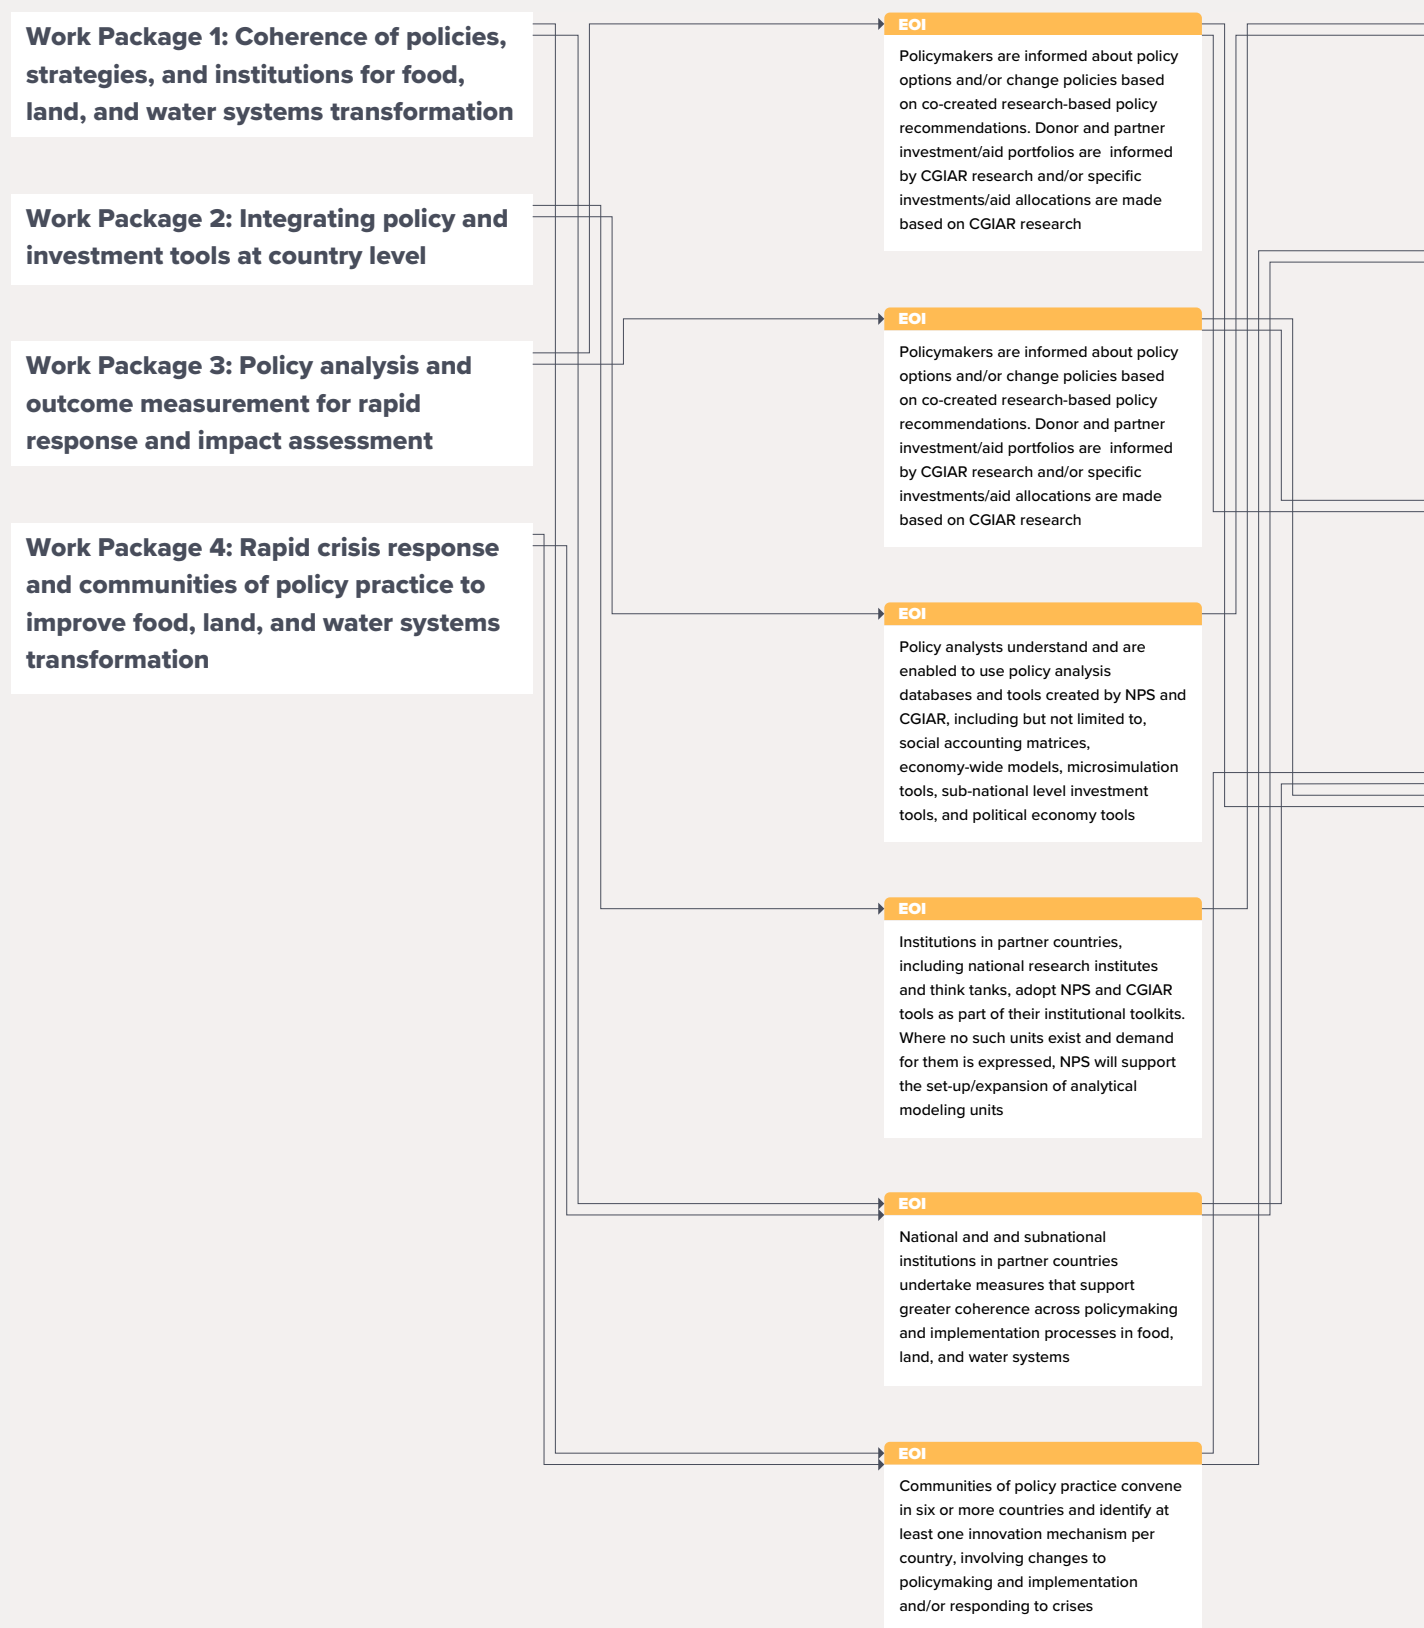 Work Package 1: Coherence of policies,
strategies, and institutions for food,
land, and water systems transformation
Work Package 2: Integrating policy and
investment tools at country level
Work Package 3: Policy analysis and
outcome measurement for rapid
response and impact assessment
Work Package 4: Rapid crisis response
and communities of policy practice to
improve food, land, and water systems
transformation
EOI
Policymakers are informed about policy
options and/or change policies based
on co-created research-based policy
recommendations. Donor and partner
investment/aid portfolios are informed
by CGIAR research and/or specific
investments/aid allocations are made
based on CGIAR research
EOI
Policymakers are informed about policy
options and/or change policies based
on co-created research-based policy
recommendations. Donor and partner
investment/aid portfolios are informed
by CGIAR research and/or specific
investments/aid allocations are made
based on CGIAR research
EOI
Policy analysts understand and are
enabled to use policy analysis
databases and tools created by NPS and
CGIAR, including but not limited to,
social accounting matrices,
economy-wide models, microsimulation
tools, sub-national level investment
tools, and political economy tools
EOI
Institutions in partner countries,
including national research institutes
and think tanks, adopt NPS and CGIAR
tools as part of their institutional toolkits.
Where no such units exist and demand
for them is expressed, NPS will support
the set-up/expansion of analytical
modeling units
EOI
National and and subnational
institutions in partner countries
undertake measures that support
greater coherence across policymaking
and implementation processes in food,
land, and water systems
EOI
Communities of policy practice convene
in six or more countries and identify at
least one innovation mechanism per
country, involving changes to
policymaking and implementation
and/or responding to crises